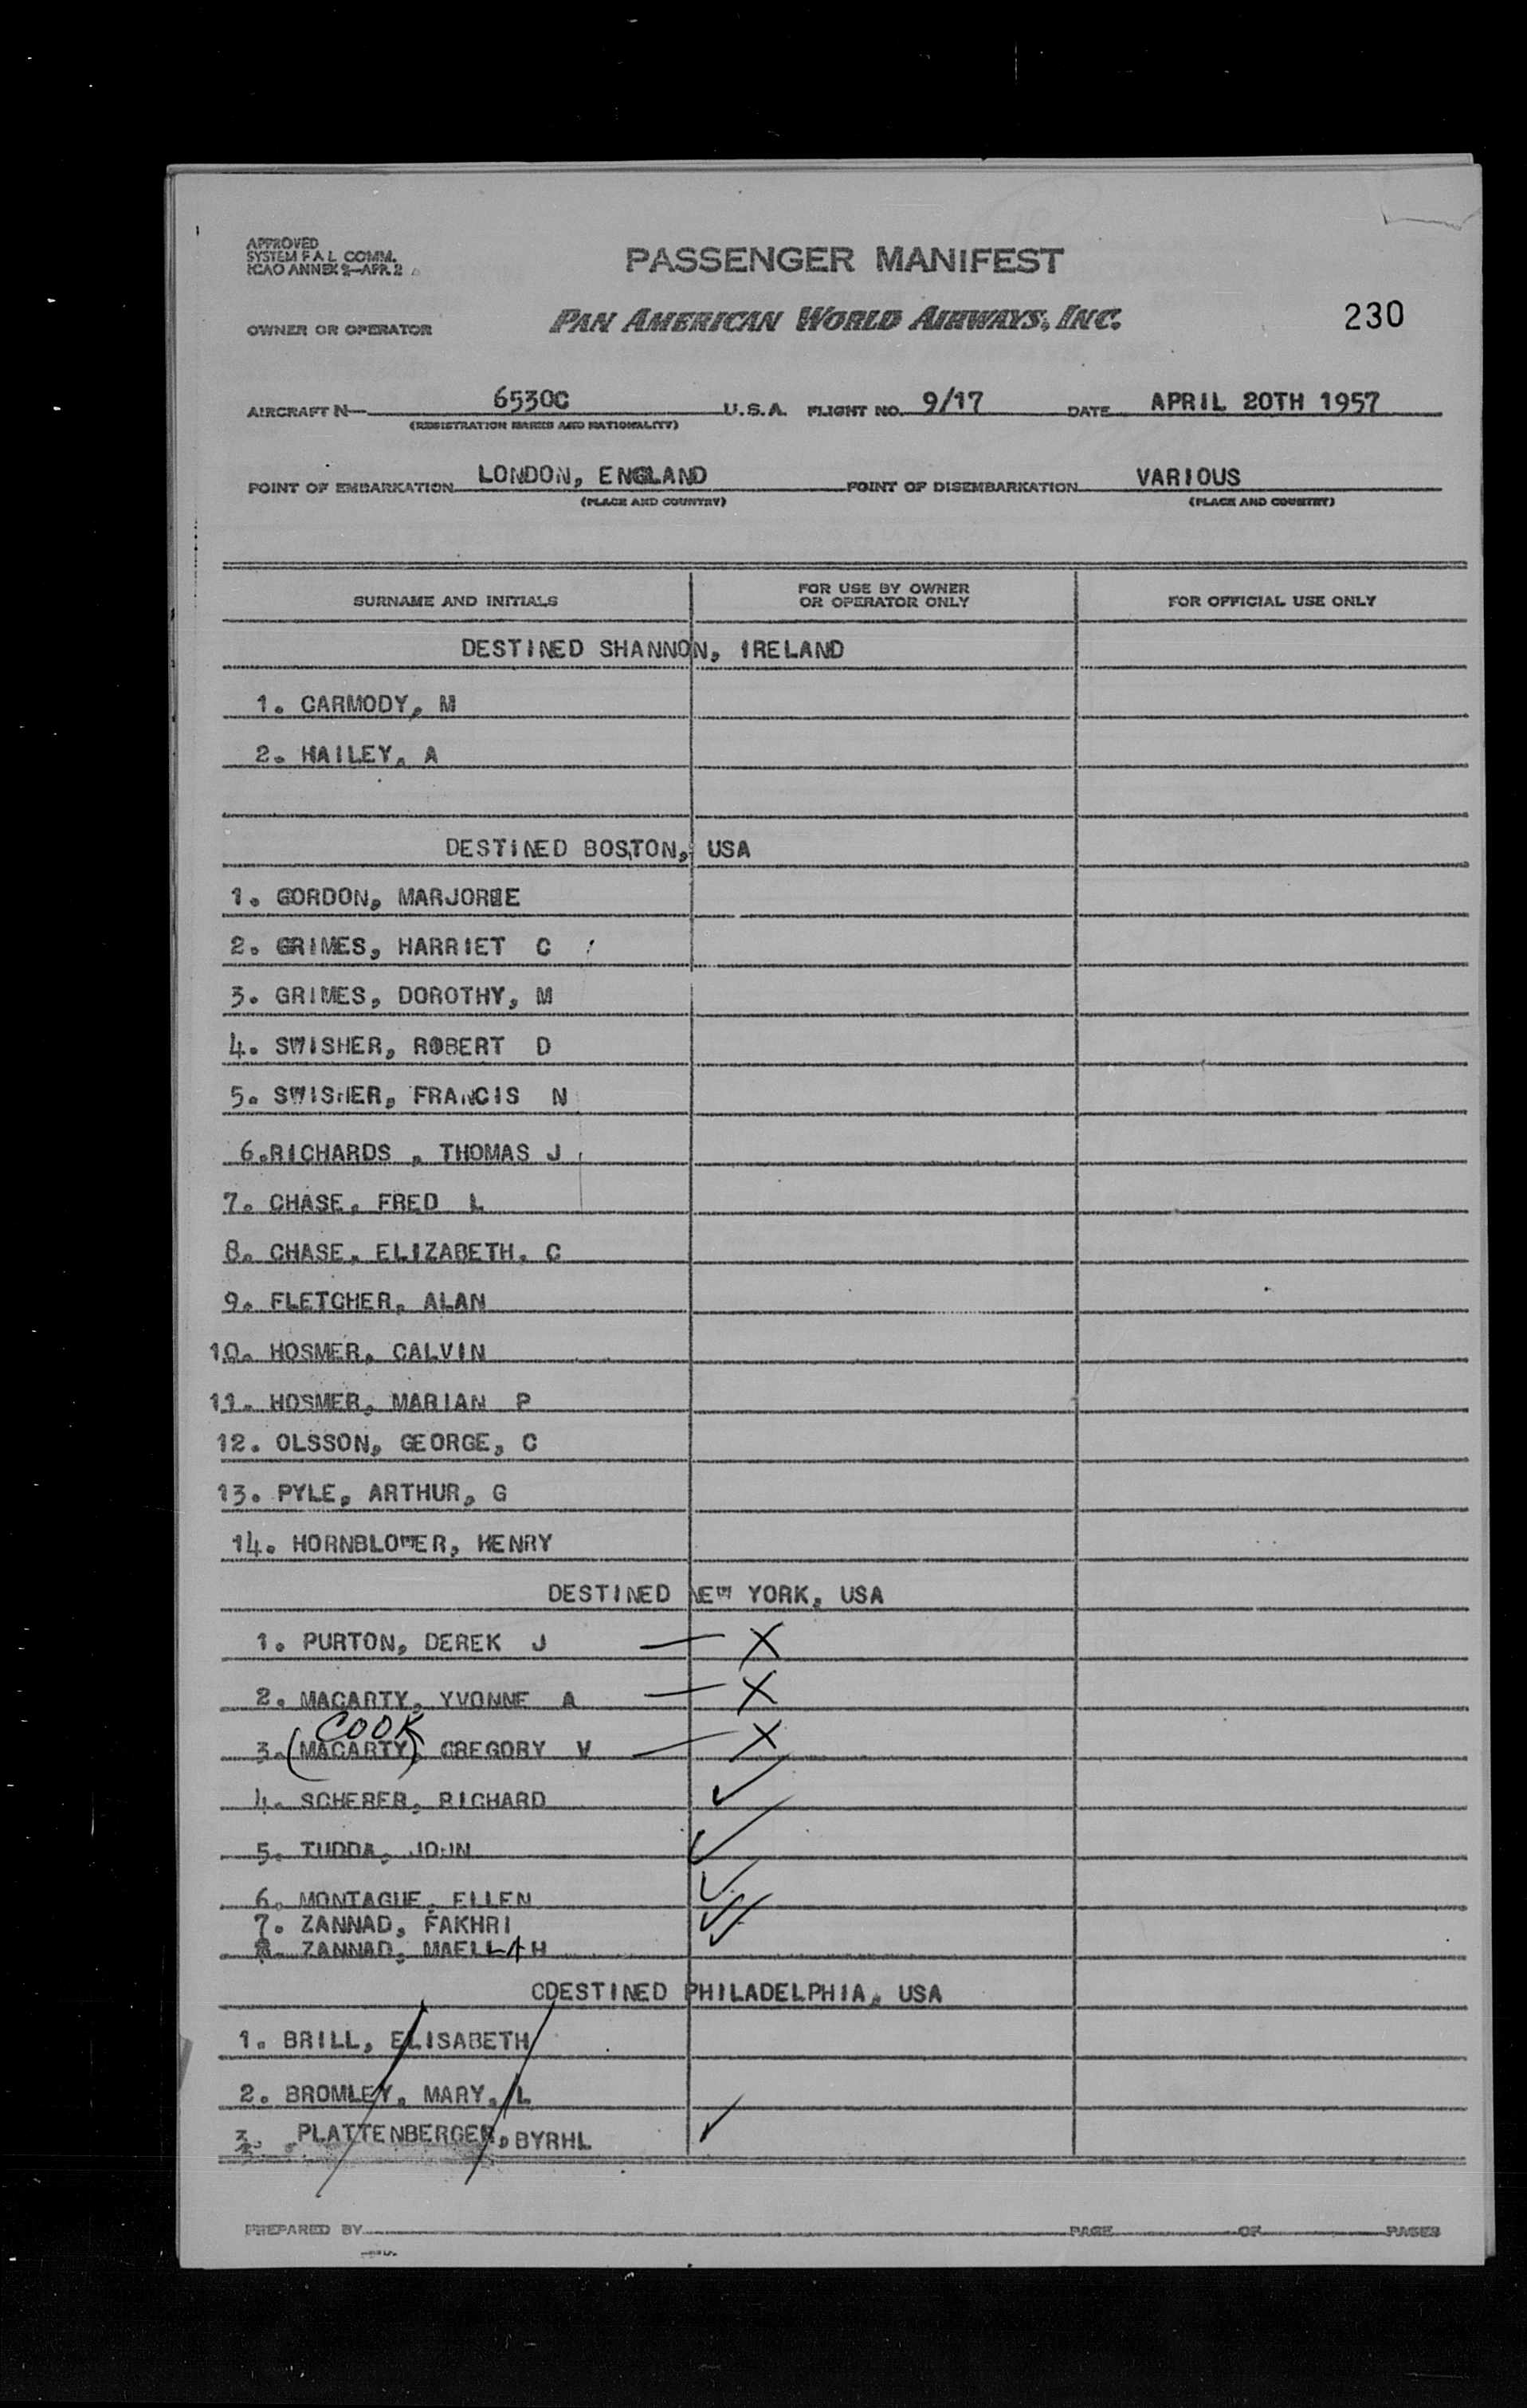 APPROVED
SYSTEM F A L COMM.
ICAO ANNEX 9—APR. 2
PASSENGER MANIFEST
OWNER OR OPERATOR PAN AMERICAN WORLD AIRWAYS, INC. 230
AIRCRAFT N— 6530C U.S.A. FLIGHT NO. 9/17 DATE APRIL 20TH 1957
(REGISTRATION MARKS AND NATIONALITY)
POINT OF EMBARKATION LONDON, ENGLAND POINT OF DISEMBARKATION VARIOUS
(PLACE AND COUNTRY) (PLACE AND COUNTRY)
SURNAME AND INITIALS FOR USE BY OWNER OR OPERATOR ONLY FOR OFFICIAL USE ONLY
DESTINED SHANNON, IRELAND
1. CARMODY, M
2. HAILEY, A
DESTINED BOSTON, USA
1. GORDON, MARJORIE
2. GRIMES, HARRIET C
3. GRIMES, DOROTHY, M
4. SWISHER, ROBERT D
5. SWISHER, FRANCIS N
6.RICHARDS , THOMAS J
7. CHASE, FRED L
8. CHASE, ELIZABETH, C
9. FLETCHER, ALAN
10. HOSMER, CALVIN
11. HOSMER, MARIAN P
12. OLSSON, GEORGE, C
13. PYLE, ARTHUR, G
14. HORNBLOWER, HENRY
DESTINED NEW YORK, USA
1. PURTON, DEREK J — X
2. MACARTY, YVONNE A — X
COOK
3. (MACARTY), GREGORY V — X
4. SCHERER, RICHARD ✓
5. TUDDA, JOHN ✓
6. MONTAGUE, ELLEN ✓
7. ZANNAD, FAKHRI ✓
8. ZANNAD, MAELLAH ✓
CDESTINED PHILADELPHIA, USA
1. BRILL, ELISABETH
2. BROMLEY, MARY, L
3. PLATTENBERGER, BYRHL ✓
PREPARED BY PAGE OF PAGES